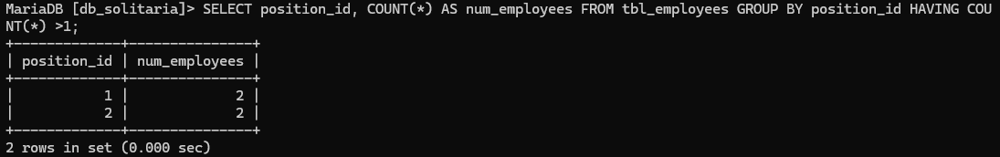 MariaDB [db_solitaria]> SELECT position_id, COUNT(*) AS num_employees FROM tbl_employees GROUP BY position_id HAVING COU
NT(*) >1;
+-------------+---------------+
| position_id | num_employees |
+-------------+---------------+
|           1 |             2 |
|           2 |             2 |
+-------------+---------------+
2 rows in set (0.000 sec)